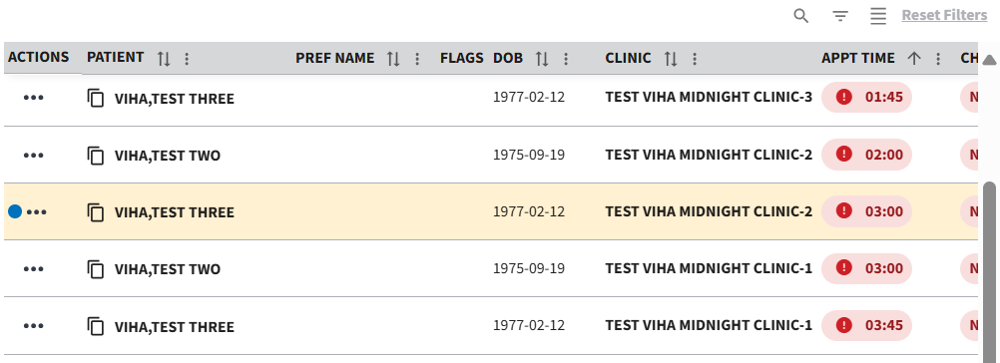 Reset Filters
ACTIONS PATIENT PREF NAME FLAGS DOB CLINIC APPT TIME CH
VIHA,TEST THREE 1977-02-12 TEST VIHA MIDNIGHT CLINIC-3 01:45 N
VIHA,TEST TWO 1975-09-19 TEST VIHA MIDNIGHT CLINIC-2 02:00 N
VIHA,TEST THREE 1977-02-12 TEST VIHA MIDNIGHT CLINIC-2 03:00 N
VIHA,TEST TWO 1975-09-19 TEST VIHA MIDNIGHT CLINIC-1 03:00 N
VIHA,TEST THREE 1977-02-12 TEST VIHA MIDNIGHT CLINIC-1 03:45 N